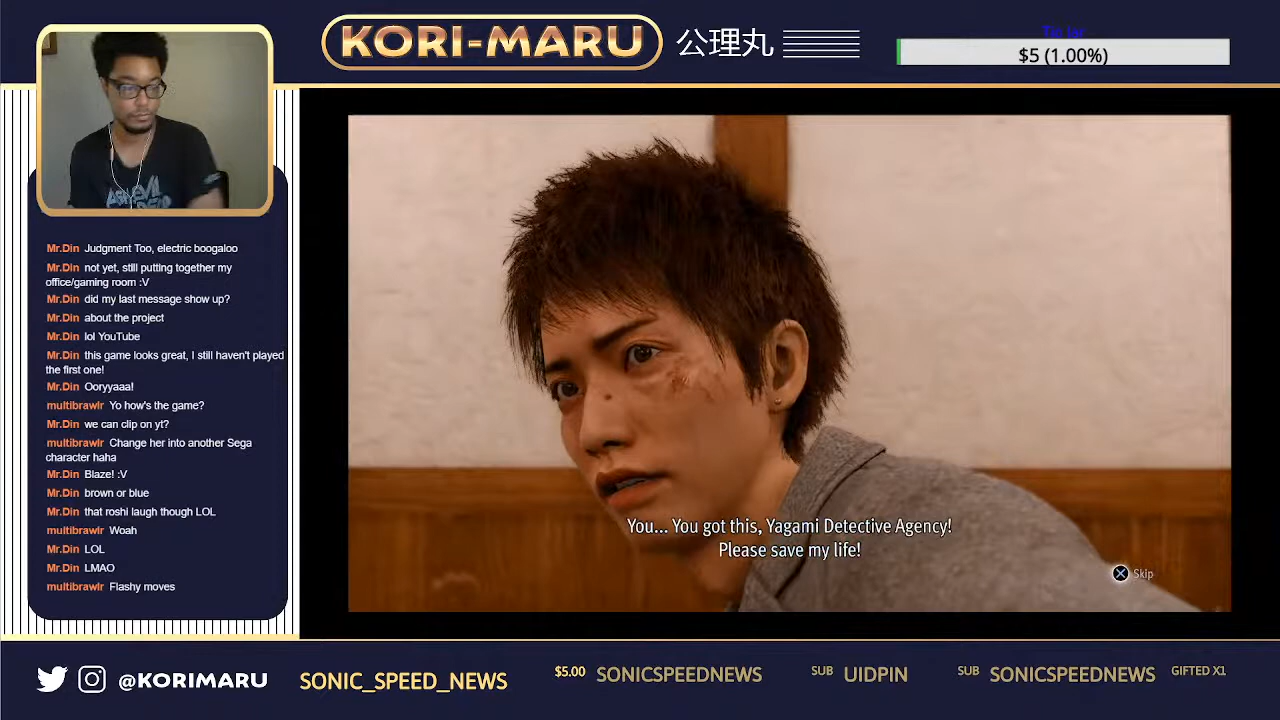 KORI-MARU 公理丸
Tip Jar
$5 (1.00%)
Mr.Din Judgment Too, electric boogaloo
Mr.Din not yet, still putting together my
office/gaming room :V
Mr.Din did my last message show up?
Mr.Din about the project
Mr.Din lol YouTube
Mr.Din this game looks great, I still haven't played
the first one!
Mr.Din Ooryyaaa!
multibrawlr Yo how's the game?
Mr.Din we can clip on yt?
multibrawlr Change her into another Sega
character haha
Mr.Din Blaze! :V
Mr.Din brown or blue
Mr.Din that roshi laugh though LOL
multibrawlr Woah
Mr.Din LOL
Mr.Din LMAO
multibrawlr Flashy moves
You... You got this, Yagami Detective Agency!
Please save my life!
Skip
@KORIMARU
SONIC_SPEED_NEWS
$5.00 SONICSPEEDNEWS
SUB UIDPIN
SUB SONICSPEEDNEWS GIFTED X1